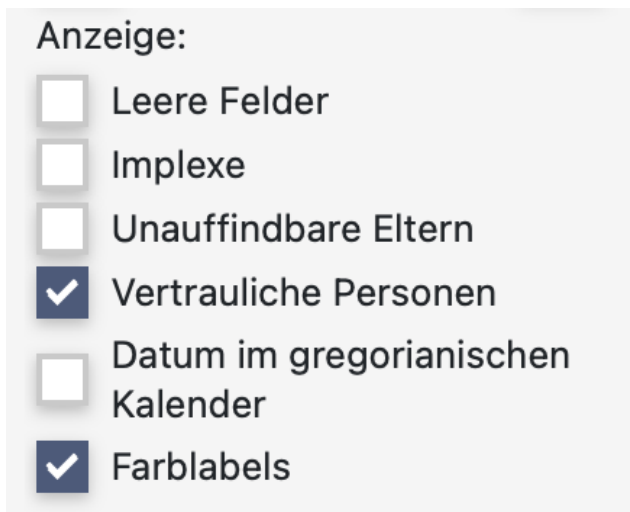 Anzeige:
Leere Felder
Implexe
Unauffindbare Eltern
Vertrauliche Personen
Datum im gregorianischen
Kalender
Farblabels